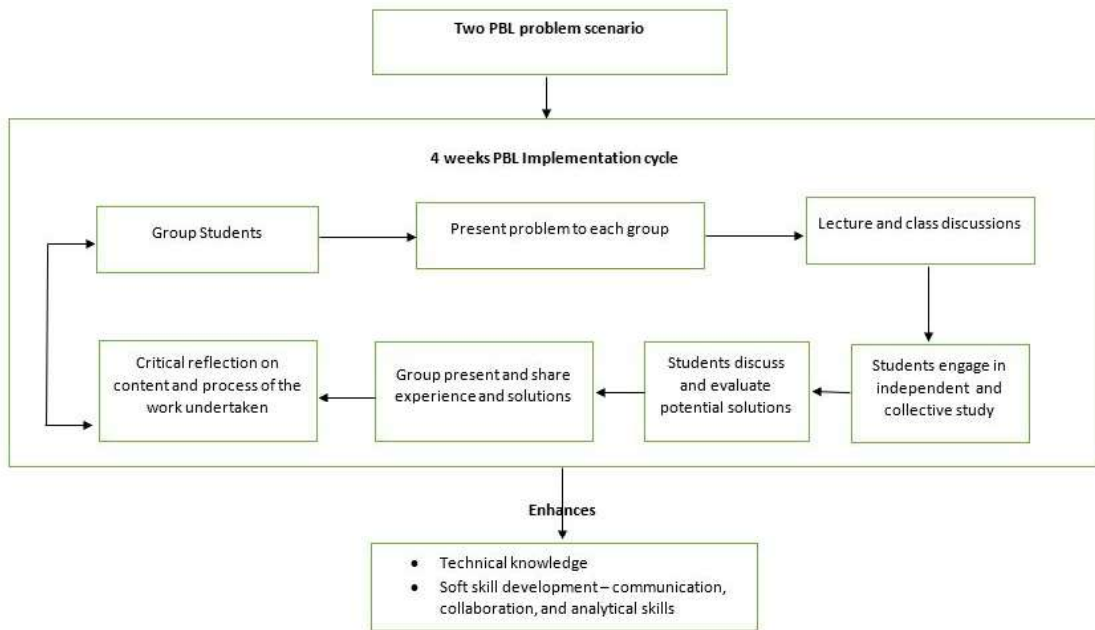 Two PBL problem scenario
4 weeks PBL Implementation cycle
Group Students
Present problem to each group
Lecture and class discussions
Students engage in
independent and
collective study
Students discuss
and evaluate
potential solutions
Group present and share
experience and solutions
Critical reflection on
content and process of the
work undertaken
Enhances
• Technical knowledge
• Soft skill development – communication,
collaboration, and analytical skills